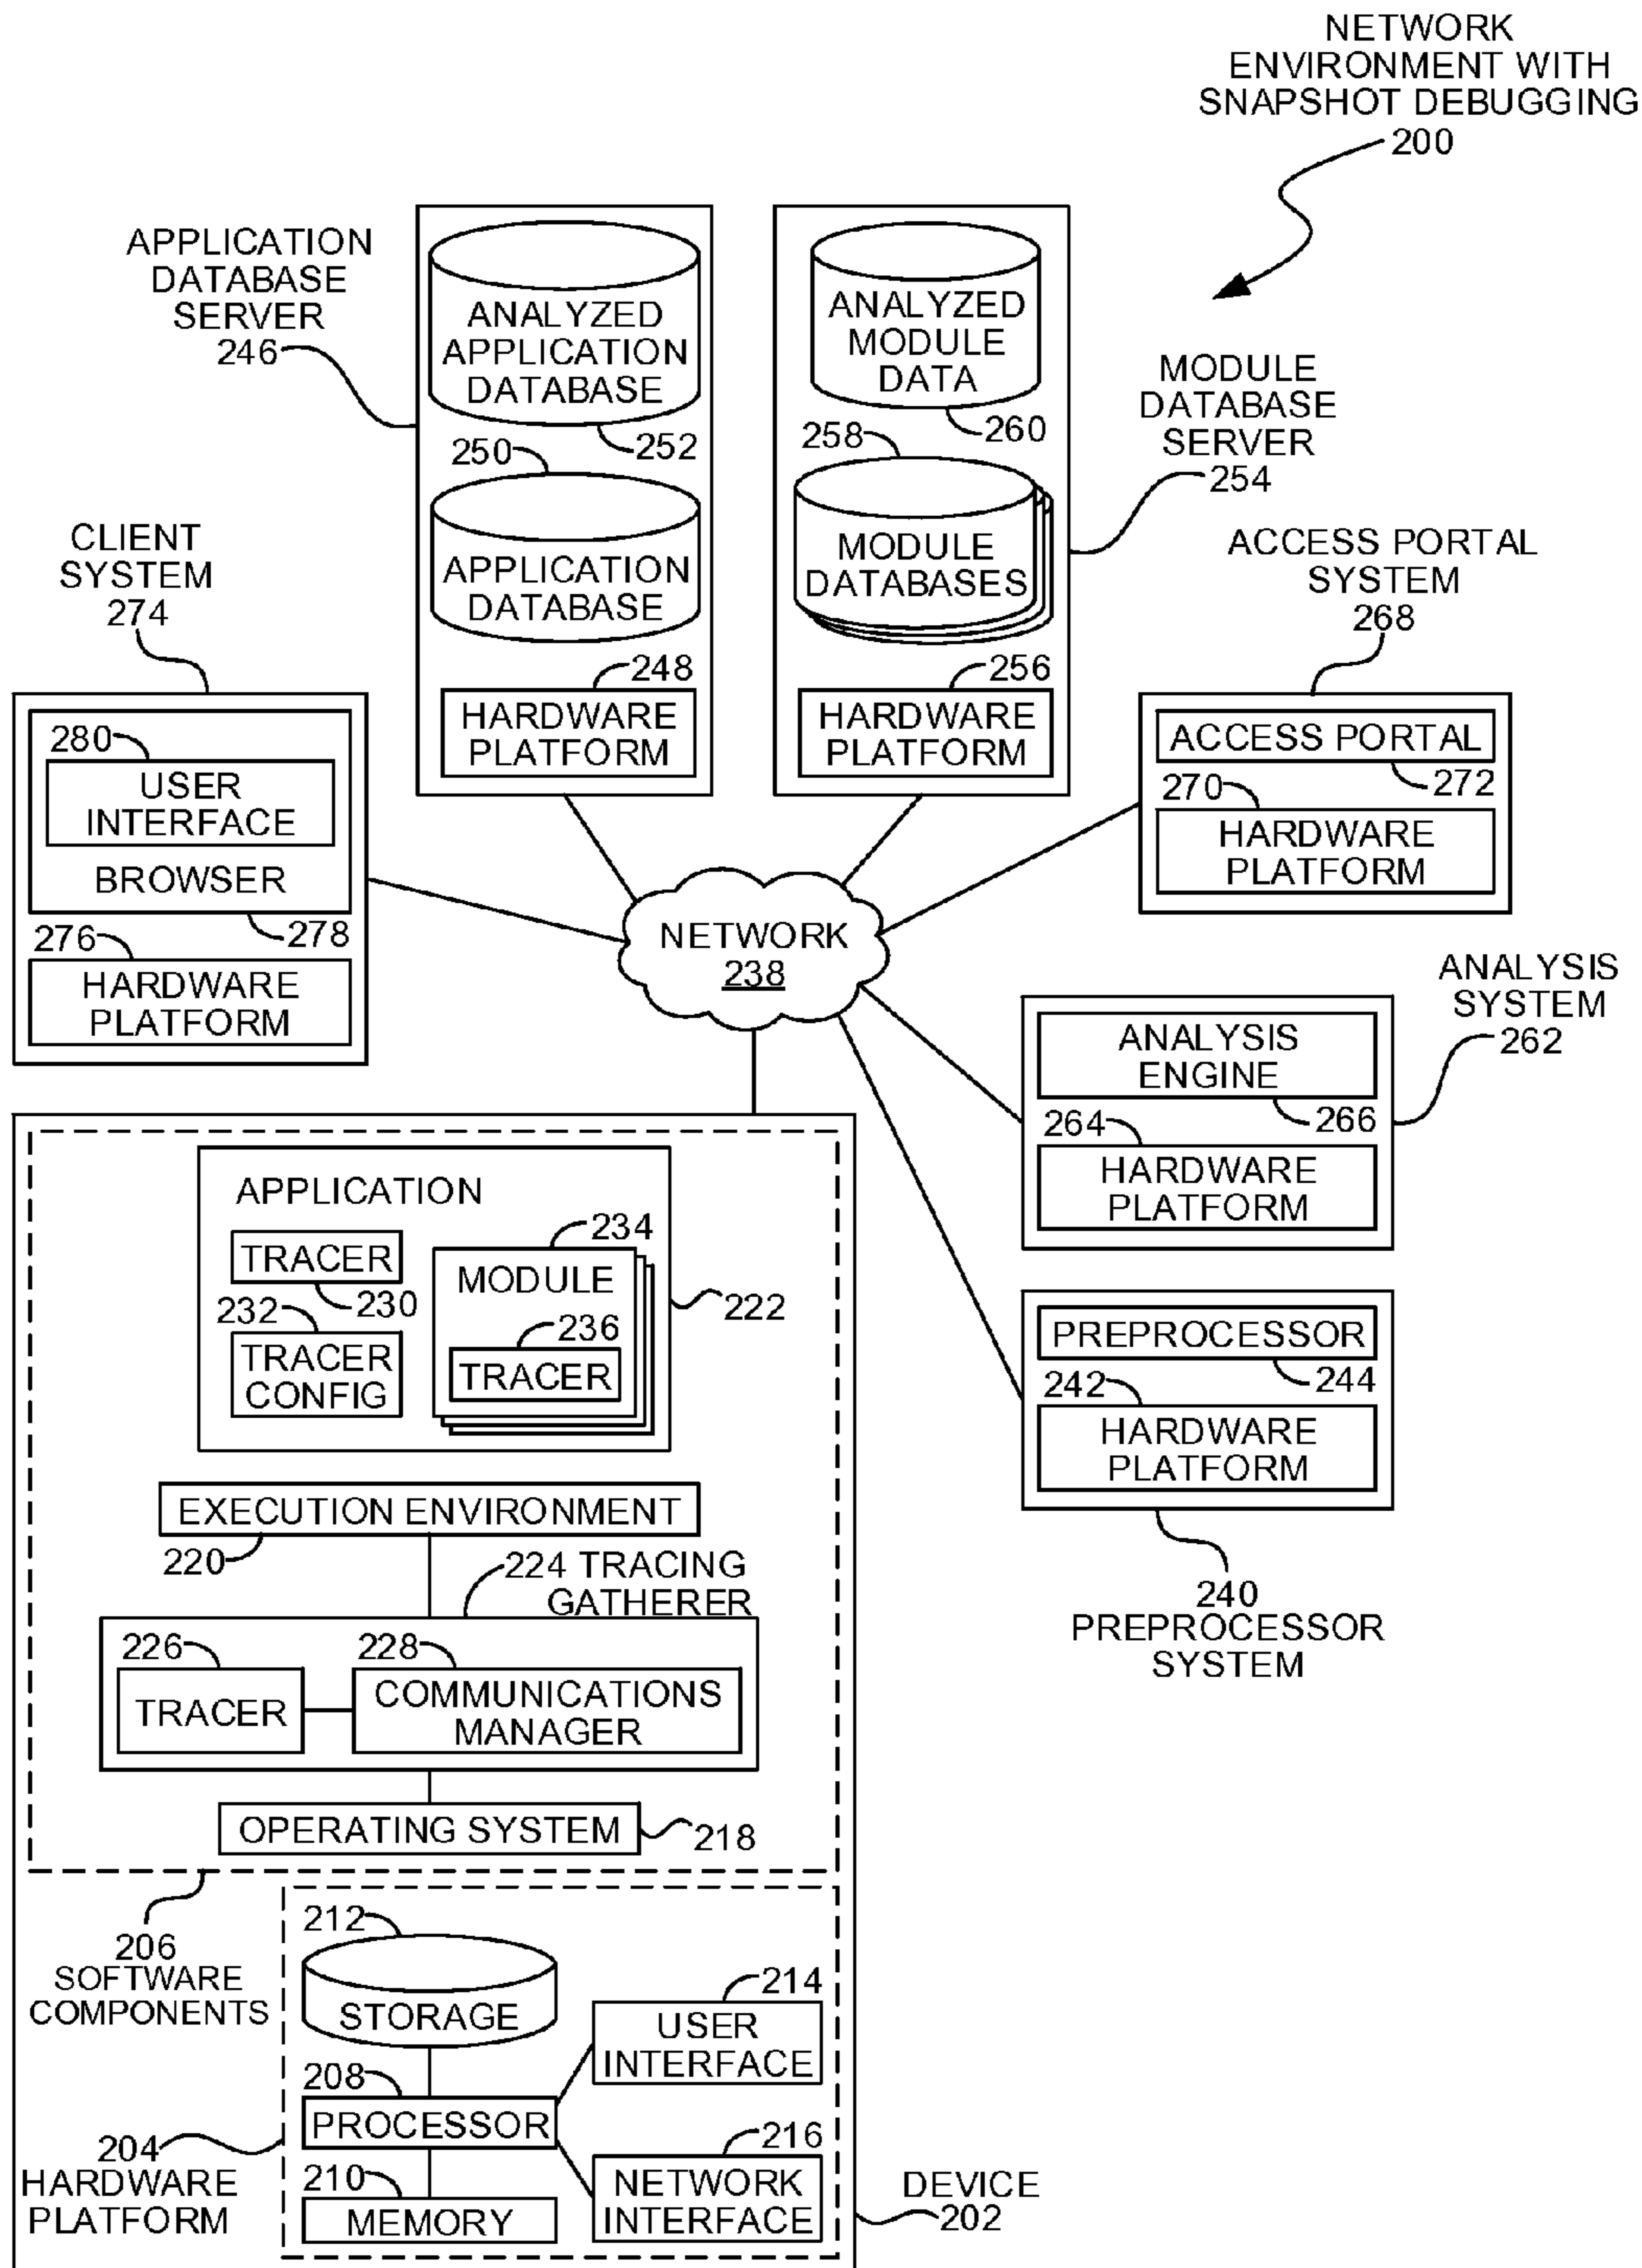 NETWORK
ENVIRONMENT WITH
SNAPSHOT DEBUGGING
200
APPLICATION
DATABASE
SERVER
246
ANALYZED
APPLICATION
DATABASE
252
250
APPLICATION
DATABASE
248
HARDWARE
PLATFORM
ANALYZED
MODULE
DATA
260
258
MODULE
DATABASES
256
HARDWARE
PLATFORM
MODULE
DATABASE
SERVER
254
CLIENT
SYSTEM
274
280
USER
INTERFACE
BROWSER
278
276
HARDWARE
PLATFORM
ACCESS PORTAL
SYSTEM
268
ACCESS PORTAL
272
270
HARDWARE
PLATFORM
NETWORK
238
ANALYSIS
SYSTEM
262
ANALYSIS
ENGINE
266
264
HARDWARE
PLATFORM
PREPROCESSOR
244
242
HARDWARE
PLATFORM
240
PREPROCESSOR
SYSTEM
APPLICATION
TRACER
230
232
TRACER
CONFIG
234
MODULE
236
TRACER
222
EXECUTION ENVIRONMENT
220
224 TRACING
GATHERER
226
TRACER
228
COMMUNICATIONS
MANAGER
OPERATING SYSTEM
218
206
SOFTWARE
COMPONENTS
212
STORAGE
214
USER
INTERFACE
208
PROCESSOR
216
NETWORK
INTERFACE
210
MEMORY
204
HARDWARE
PLATFORM
DEVICE
202